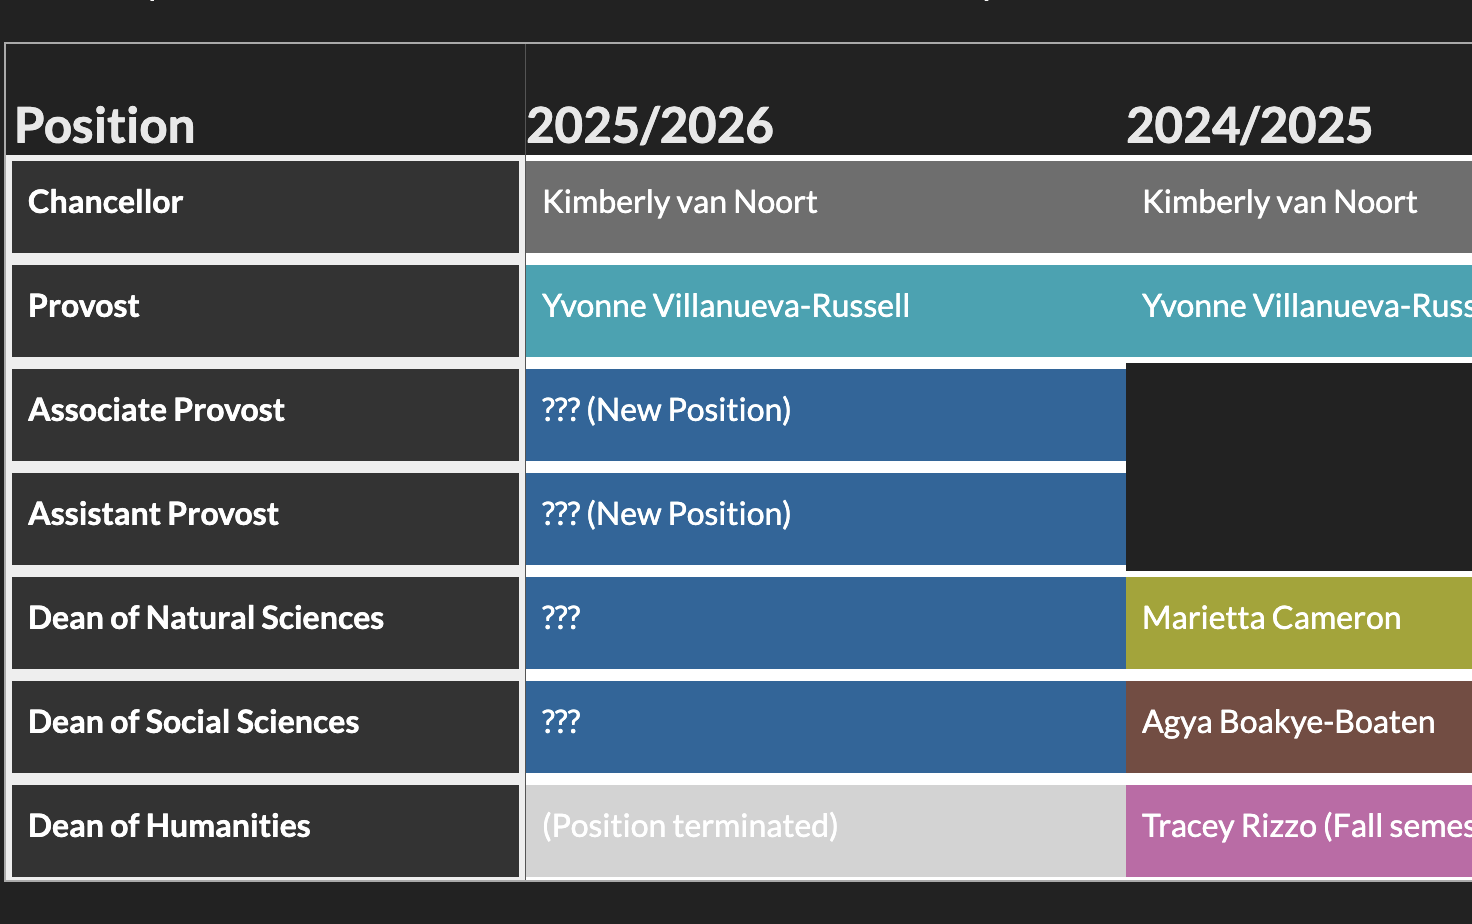 Position 2025/2026 2024/2025
Chancellor Kimberly van Noort Kimberly van Noort
Provost Yvonne Villanueva-Russell Yvonne Villanueva-Russ
Associate Provost ??? (New Position)
Assistant Provost ??? (New Position)
Dean of Natural Sciences ??? Marietta Cameron
Dean of Social Sciences ??? Agya Boakye-Boaten
Dean of Humanities (Position terminated) Tracey Rizzo (Fall semes